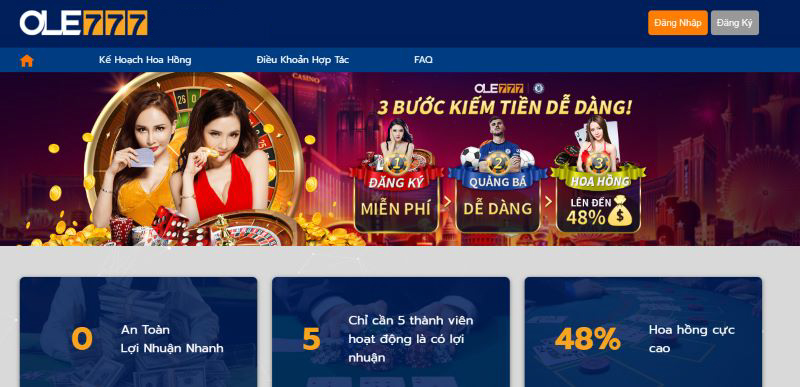 OLE777
Đăng Nhập
Đăng Ký
Kế Hoạch Hoa Hồng
Điều Khoản Hợp Tác
FAQ
CASINO
OLE777
3 BƯỚC KIẾM TIỀN DỄ DÀNG!
1
ĐĂNG KÝ
MIỄN PHÍ
2
QUẢNG BÁ
DỄ DÀNG
3
HOA HỒNG
LÊN ĐẾN
48%
0
An Toàn
Lợi Nhuận Nhanh
5
Chỉ cần 5 thành viên
hoạt động là có lợi
nhuận
48%
Hoa hồng cực
cao